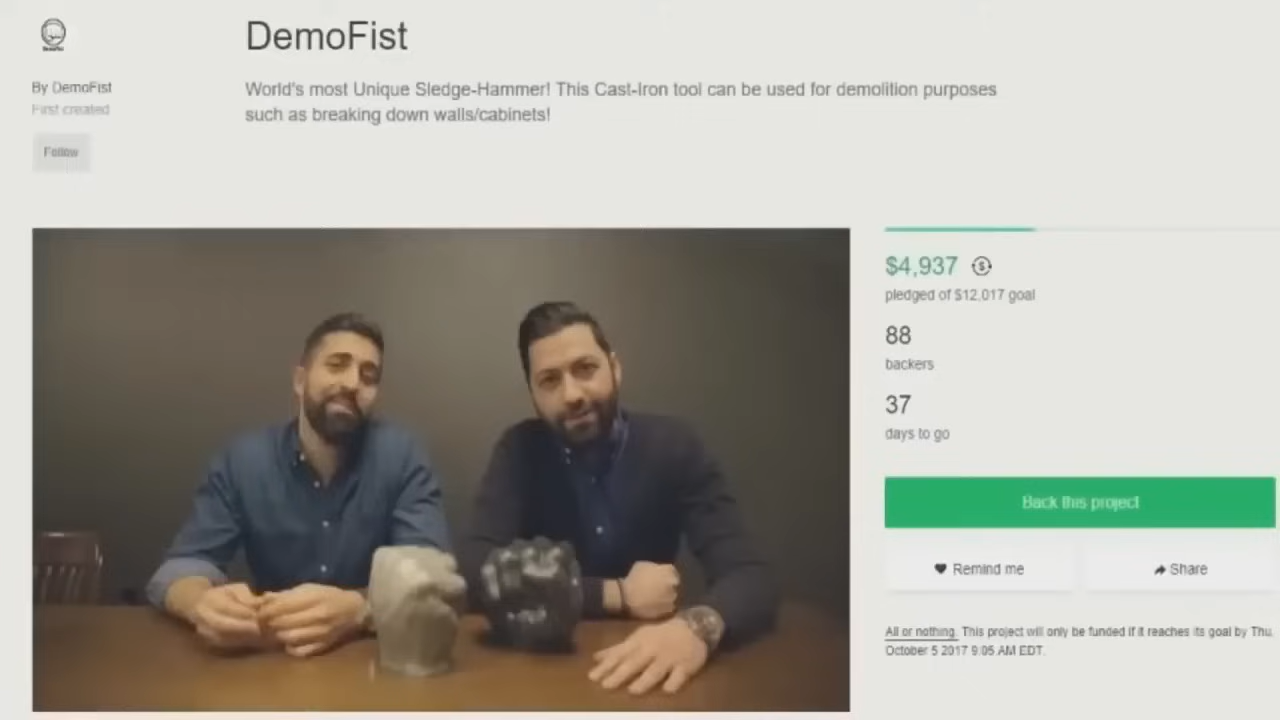 DemoFist
By DemoFist
First created
Follow
World's most Unique Sledge-Hammer! This Cast-Iron tool can be used for demolition purposes
such as breaking down walls/cabinets!
$4,937
pledged of $12,017 goal
88
backers
37
days to go
Back this project
Remind me
Share
All or nothing. This project will only be funded if it reaches its goal by Thu,
October 5 2017 9:05 AM EDT.